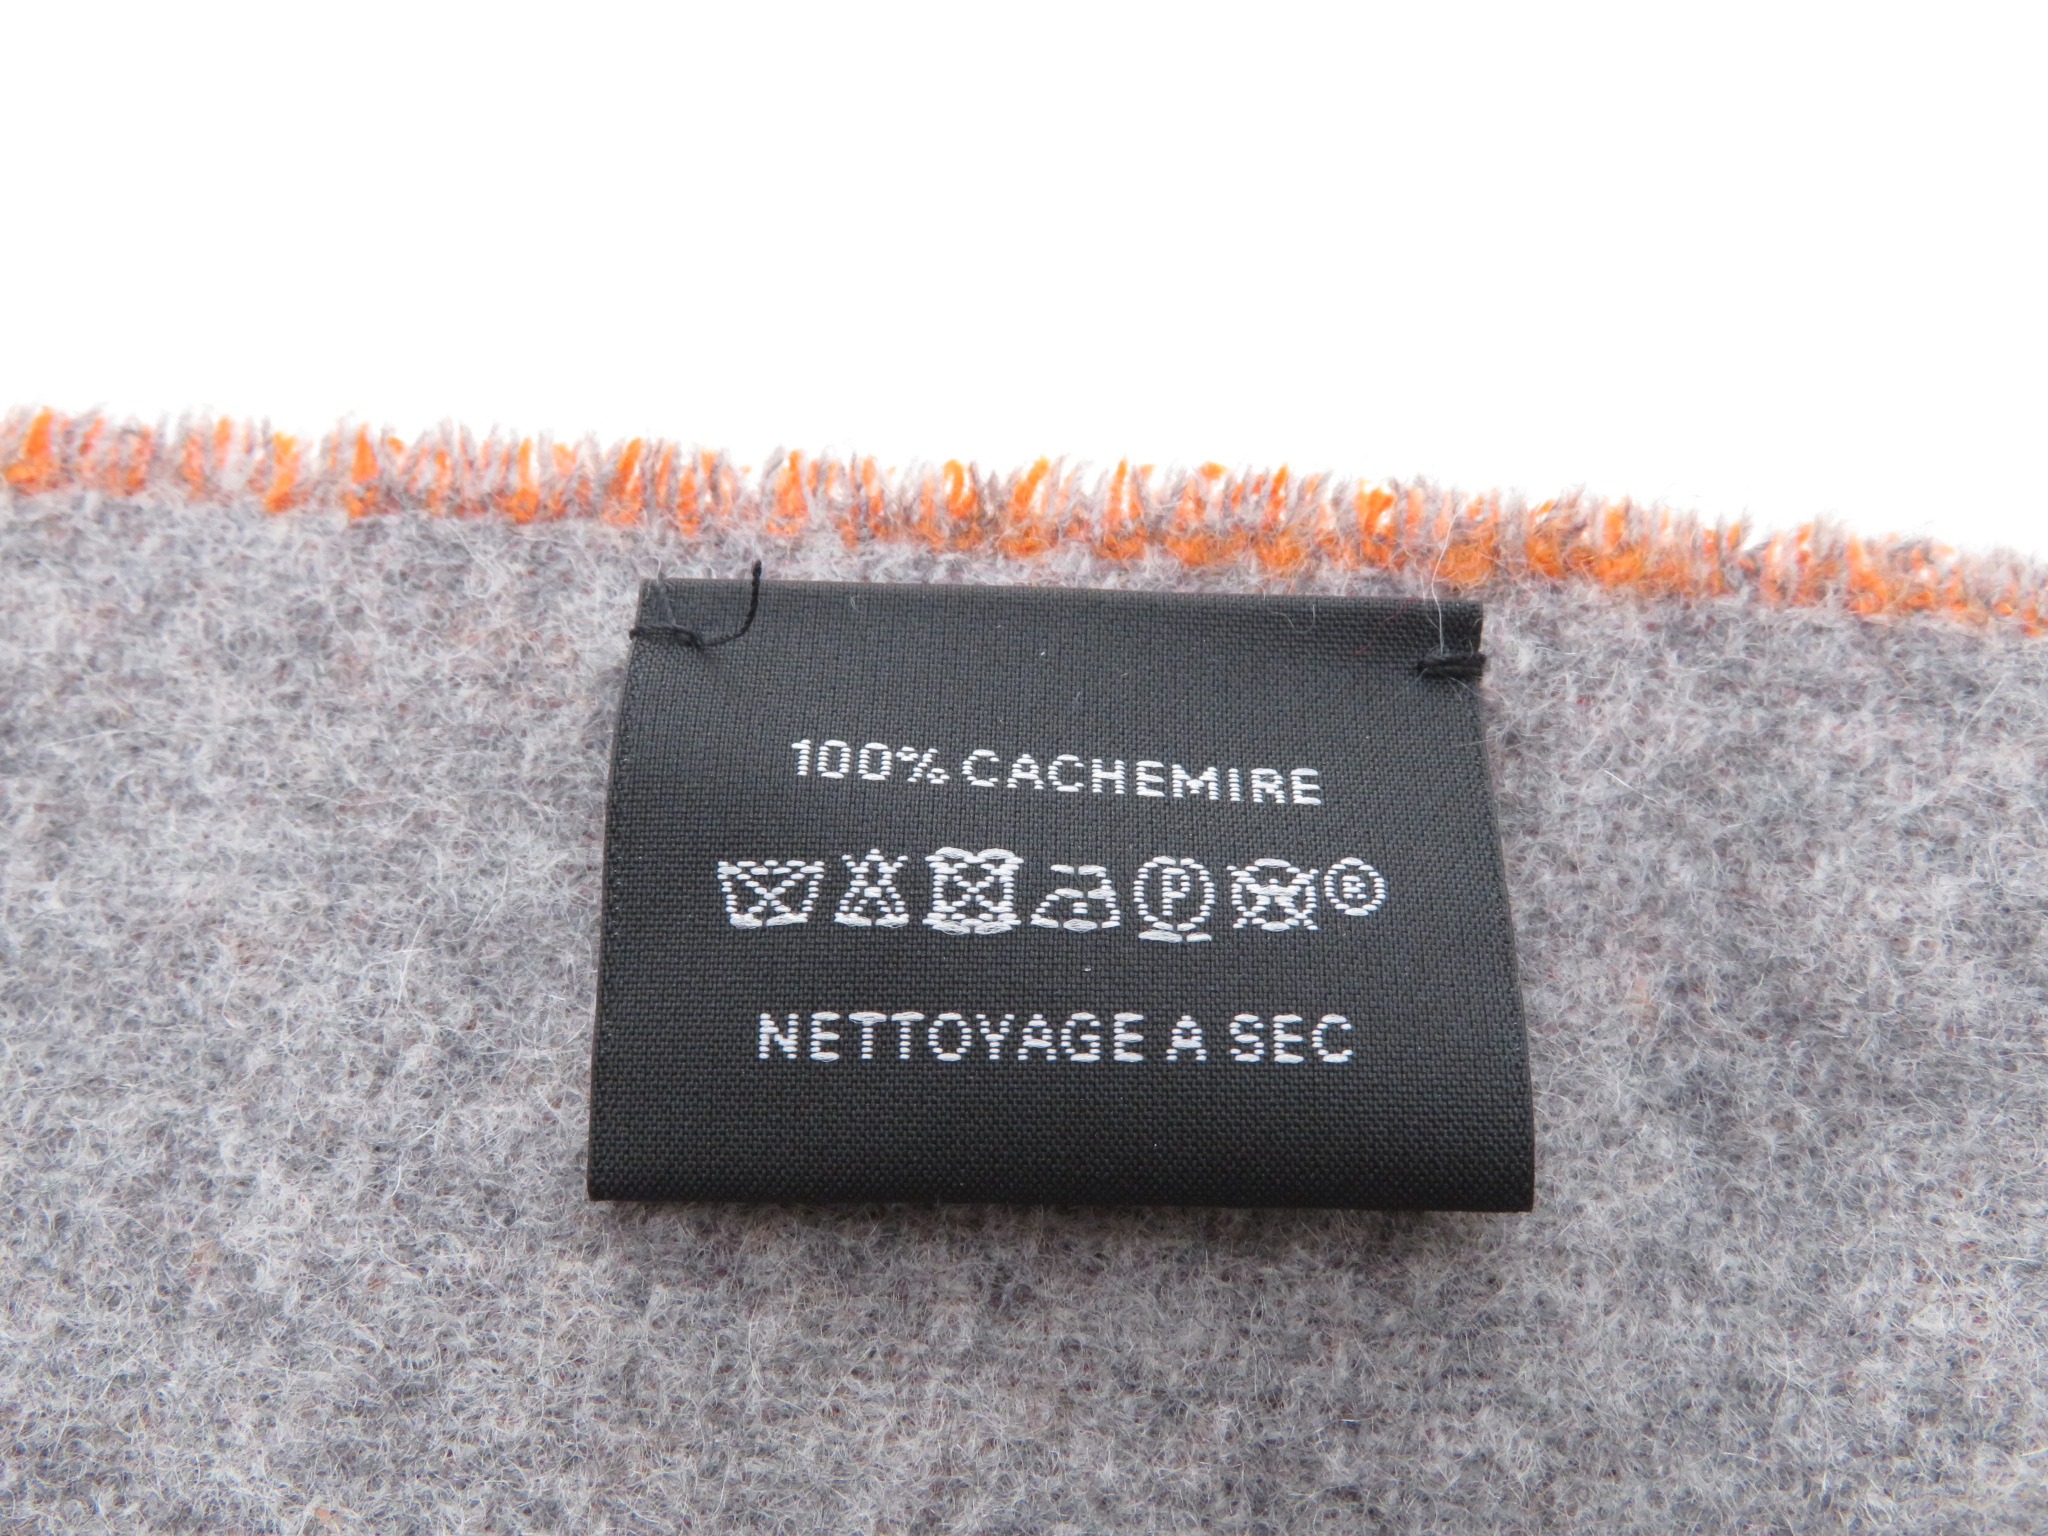 100% CACHEMIRE
P ®
NETTOYAGE A SEC